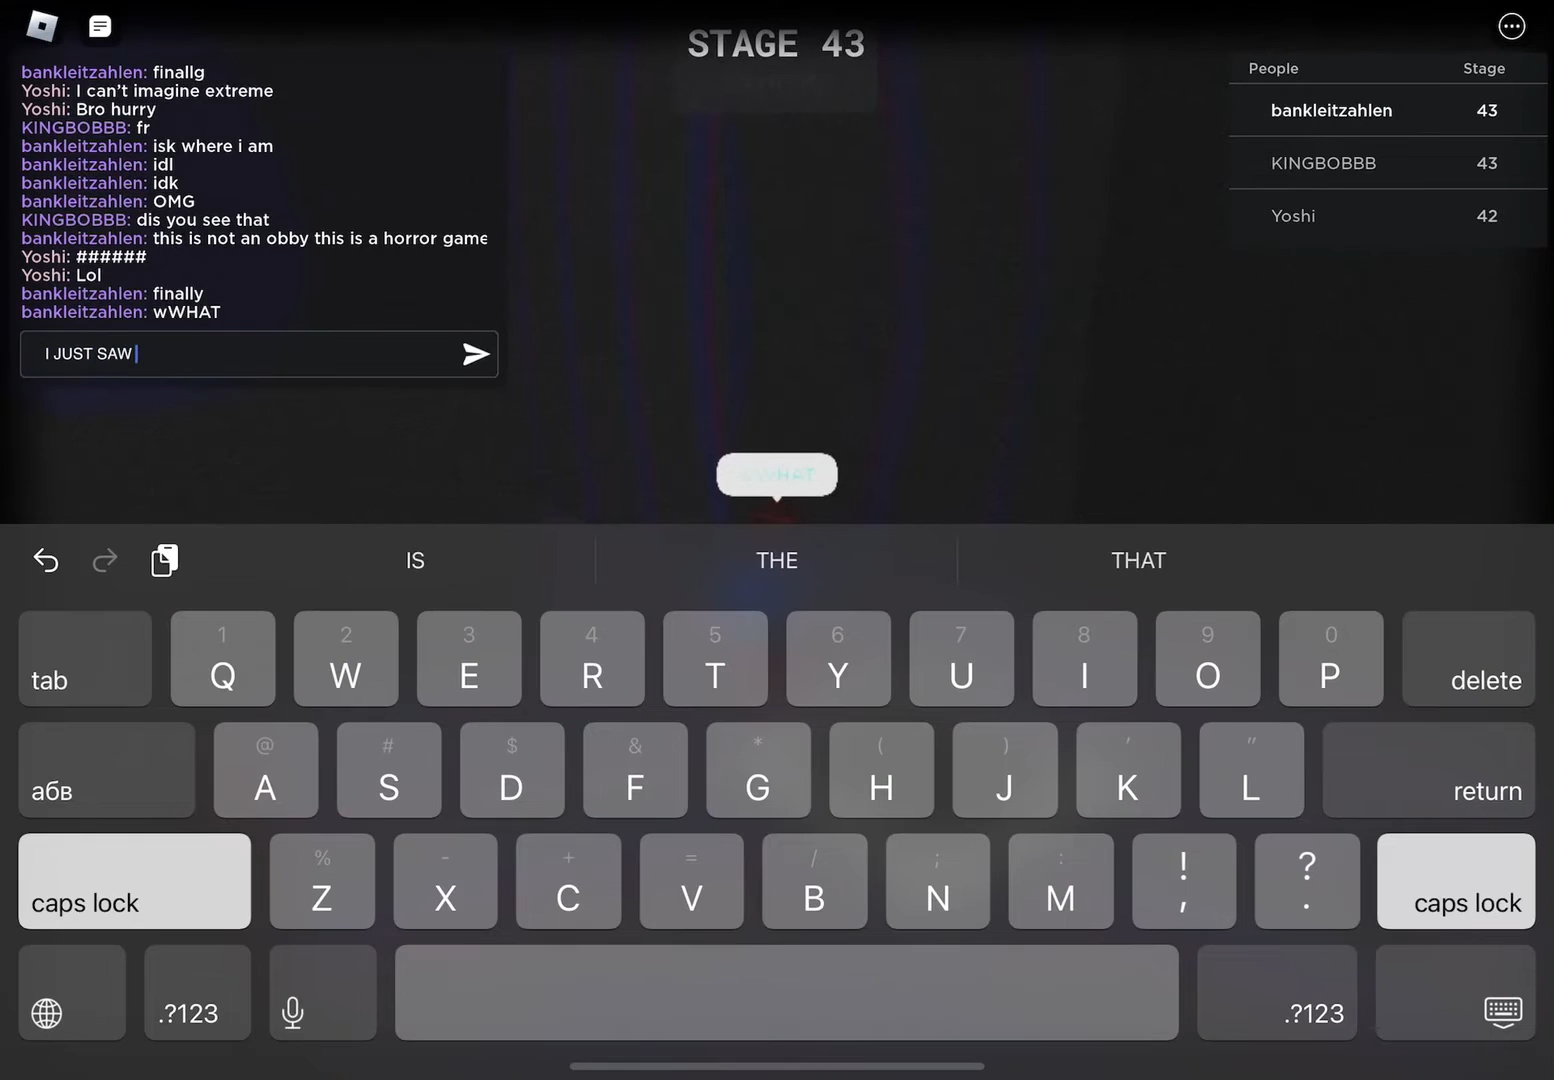 STAGE 43
bankleitzahlen: finallg
Yoshi: I can’t imagine extreme
Yoshi: Bro hurry
KINGBOBBB: fr
bankleitzahlen: isk where i am
bankleitzahlen: idl
bankleitzahlen: idk
bankleitzahlen: OMG
KINGBOBBB: dis you see that
bankleitzahlen: this is not an obby this is a horror game
Yoshi: ######
Yoshi: Lol
bankleitzahlen: finally
bankleitzahlen: wWHAT
I JUST SAW
People Stage
bankleitzahlen 43
KINGBOBBB 43
Yoshi 42
wWHAT
IS THE THAT
1 2 3 4 5 6 7 8 9 0
tab Q W E R T Y U I O P delete
@ # $ & * ( ) ' "
абв A S D F G H J K L return
% - + = / ; : ! ?
caps lock Z X C V B N M , . caps lock
.?123 .?123